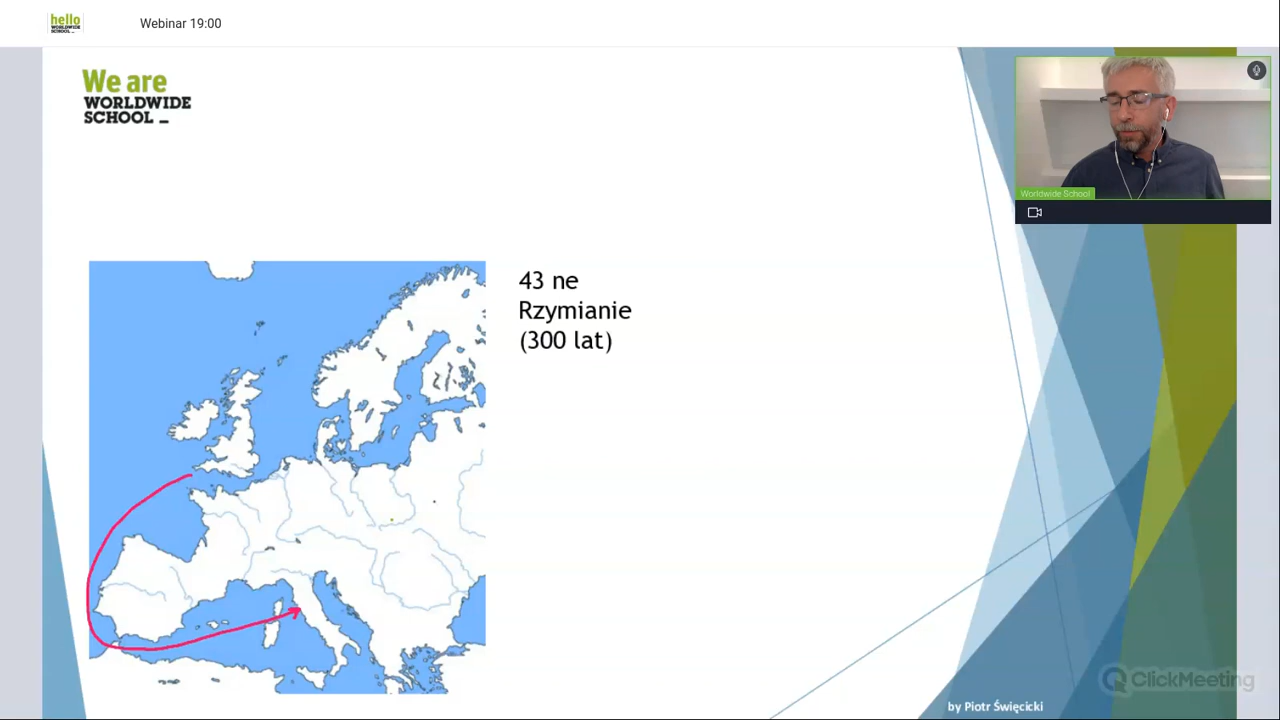 hello
WORLDWIDE
SCHOOL _
Webinar 19:00
We are
WORLDWIDE
SCHOOL _
Worldwide School
43 ne
Rzymianie
(300 lat)
ClickMeeting
by Piotr Święcicki